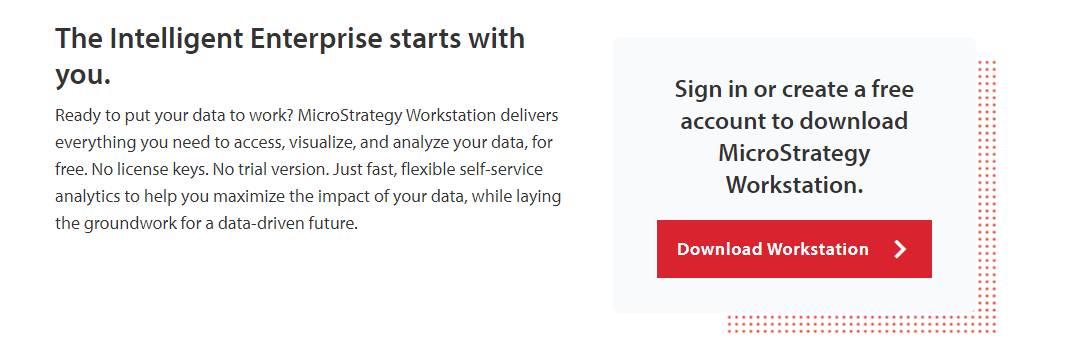 The Intelligent Enterprise starts with
you.
Ready to put your data to work? MicroStrategy Workstation delivers
everything you need to access, visualize, and analyze your data, for
free. No license keys. No trial version. Just fast, flexible self-service
analytics to help you maximize the impact of your data, while laying
the groundwork for a data-driven future.
Sign in or create a free
account to download
MicroStrategy
Workstation.
Download Workstation